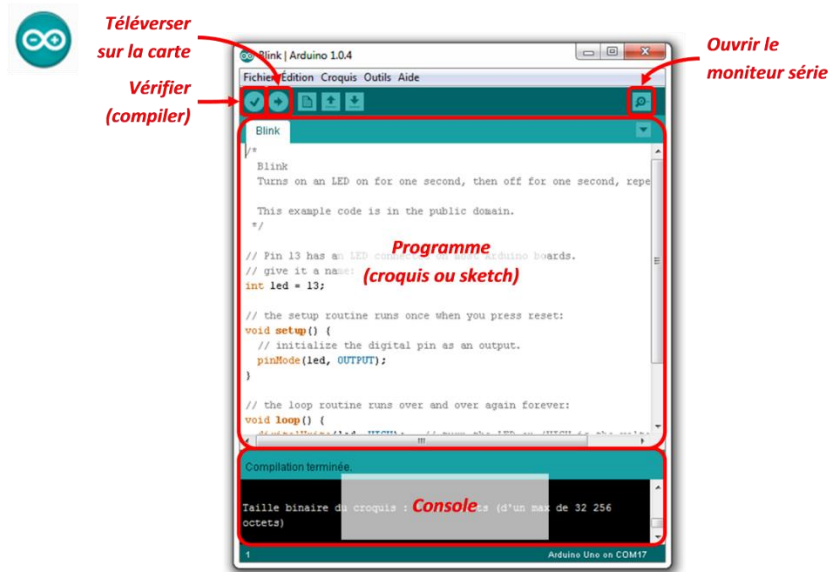 Téléverser
sur la carte
Vérifier
(compiler)
Ouvrir le
moniteur série
Blink | Arduino 1.0.4
Fichier Édition Croquis Outils Aide
Blink
/*
Blink
Turns on an LED on for one second, then off for one second, repe
This example code is in the public domain.
*/
// Pin 13 has an LED connected on most Arduino boards.
// give it a name:
int led = 13;
Programme
(croquis ou sketch)
// the setup routine runs once when you press reset:
void setup() {
// initialize the digital pin as an output.
pinMode(led, OUTPUT);
}
// the loop routine runs over and over again forever:
void loop() {
Compilation terminée.
Taille binaire du croquis : (d'un max de 32 256
octets)
Console
1
Arduino Uno on COM17